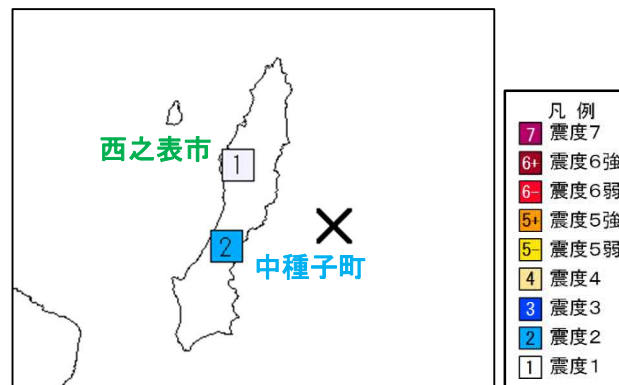 西之表市
1
2
中種子町
凡 例
7 震度7
6+ 震度6強
6- 震度6弱
5+ 震度5強
5- 震度5弱
4 震度4
3 震度3
2 震度2
1 震度1